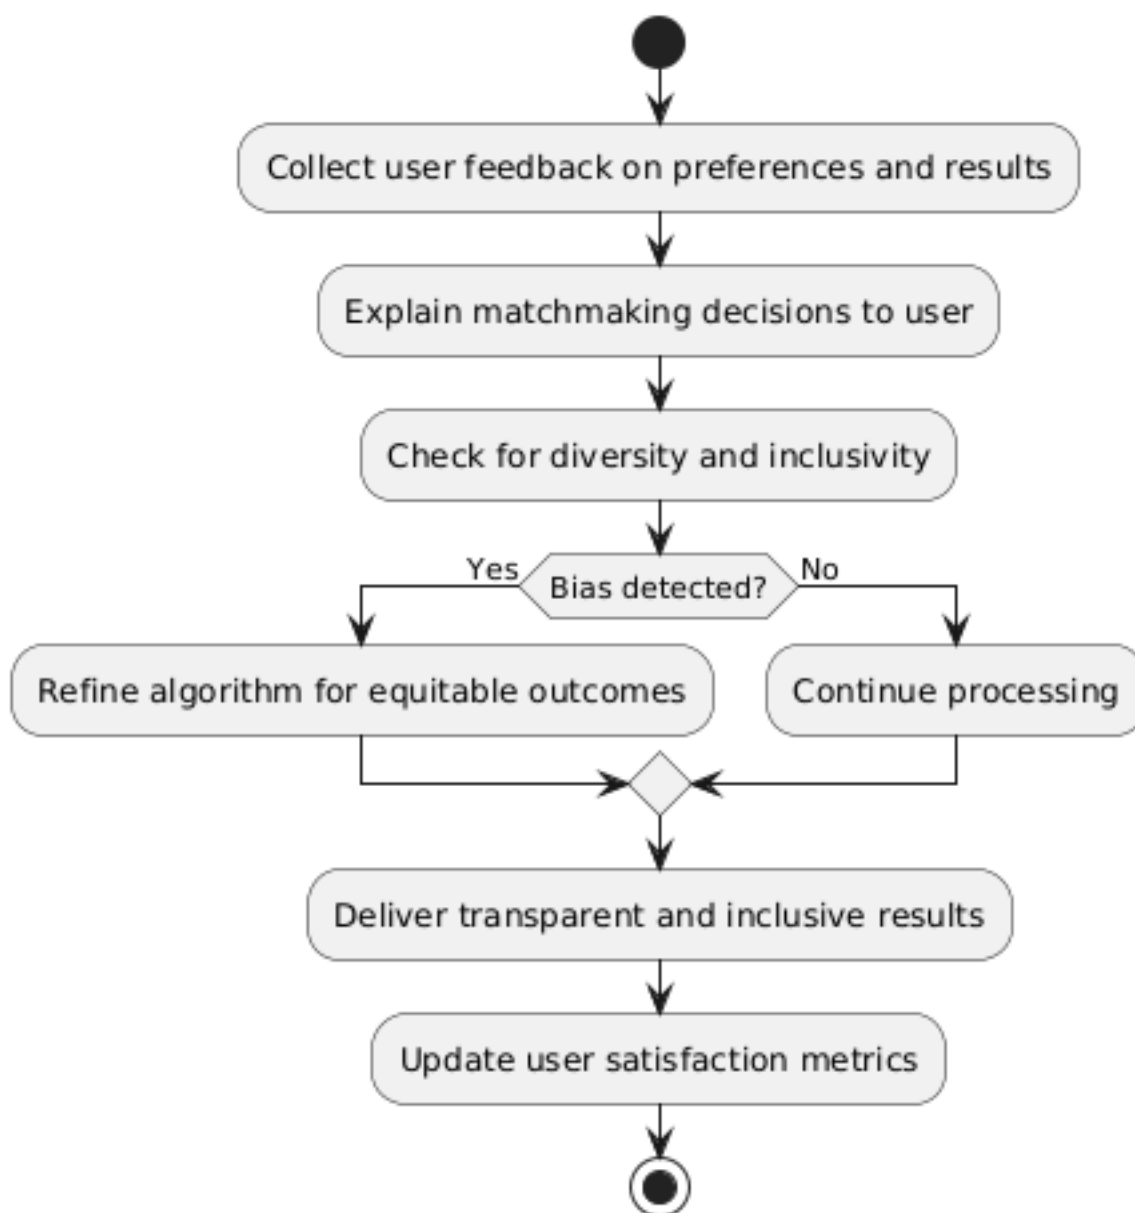 Collect user feedback on preferences and results
Explain matchmaking decisions to user
Check for diversity and inclusivity
Yes
Bias detected?
No
Refine algorithm for equitable outcomes
Continue processing
Deliver transparent and inclusive results
Update user satisfaction metrics